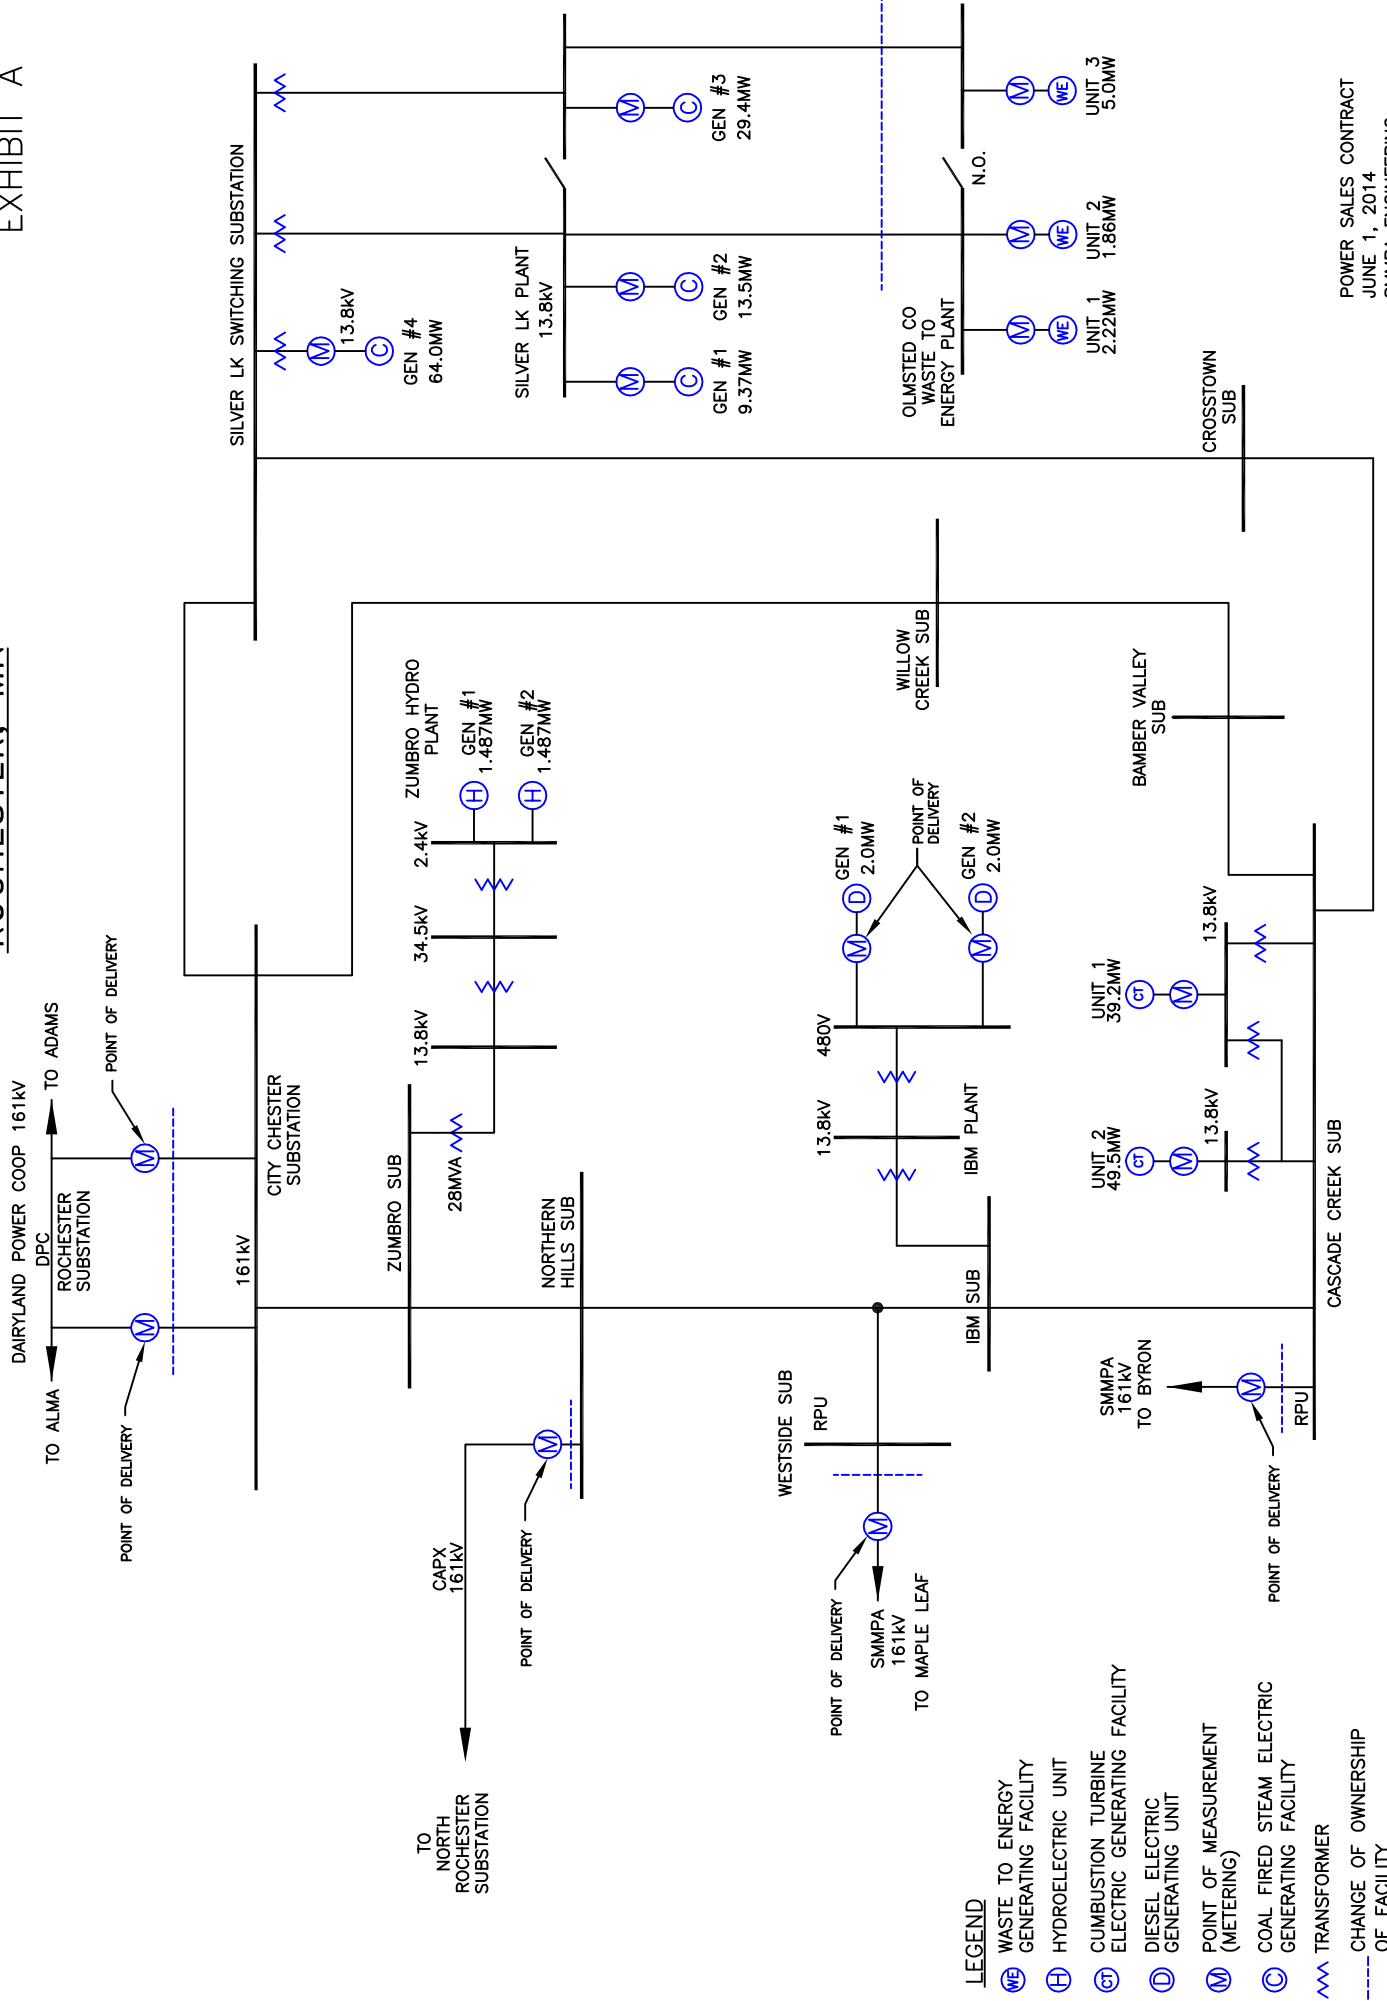 EXHIBIT A
ROCHESTER, MN
DAIRYLAND POWER COOP 161kV
TO ALMA
DPC
ROCHESTER
SUBSTATION
TO ADAMS
POINT OF DELIVERY
POINT OF DELIVERY
161kV
CITY CHESTER
SUBSTATION
SILVER LK SWITCHING SUBSTATION
13.8kV
GEN #4
64.0MW
SILVER LK PLANT
13.8kV
GEN #1
9.37MW
GEN #2
13.5MW
GEN #3
29.4MW
OLMSTED CO
WASTE TO
ENERGY PLANT
N.O.
UNIT 1
2.22MW
UNIT 2
1.86MW
UNIT 3
5.0MW
ZUMBRO SUB
28MVA
13.8kV
34.5kV
2.4kV
ZUMBRO HYDRO
PLANT
GEN #1
1.487MW
GEN #2
1.487MW
TO
NORTH
ROCHESTER
SUBSTATION
CAPX
161kV
POINT OF DELIVERY
NORTHERN
HILLS SUB
WESTSIDE SUB
RPU
POINT OF DELIVERY
SMMPA
161kV
TO MAPLE LEAF
IBM SUB
13.8kV
IBM PLANT
480V
GEN #1
2.0MW
POINT OF
DELIVERY
GEN #2
2.0MW
WILLOW
CREEK SUB
BAMBER VALLEY
SUB
CROSSTOWN
SUB
SMMPA
161kV
TO BYRON
POINT OF DELIVERY
RPU
UNIT 2
49.5MW
13.8kV
UNIT 1
39.2MW
13.8kV
CASCADE CREEK SUB
LEGEND
WE WASTE TO ENERGY
GENERATING FACILITY
H HYDROELECTRIC UNIT
CT CUMBUSTION TURBINE
ELECTRIC GENERATING FACILITY
D DIESEL ELECTRIC
GENERATING UNIT
M POINT OF MEASUREMENT
(METERING)
C COAL FIRED STEAM ELECTRIC
GENERATING FACILITY
TRANSFORMER
CHANGE OF OWNERSHIP
OF FACILITY
POWER SALES CONTRACT
JUNE 1, 2014